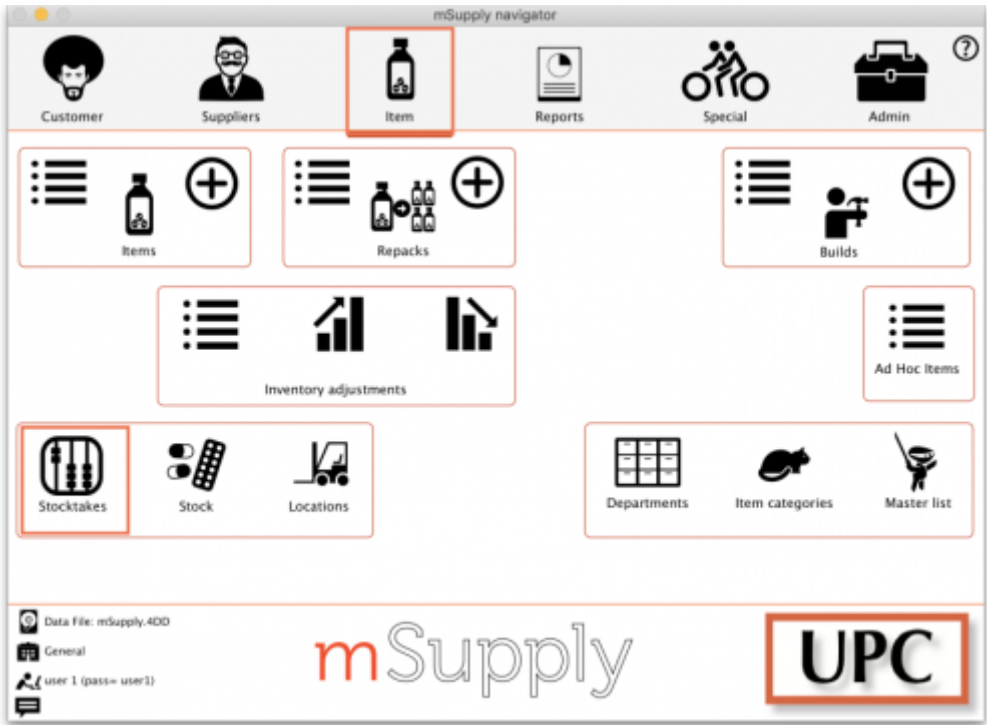 mSupply navigator
Customer
Suppliers
Item
Reports
Special
Admin
?
Items
Repacks
Builds
Inventory adjustments
Ad Hoc Items
Stocktakes
Stock
Locations
Departments
Item categories
Master list
Data File: mSupply.4DD
General
user 1 (pass= user1)
mSupply
UPC